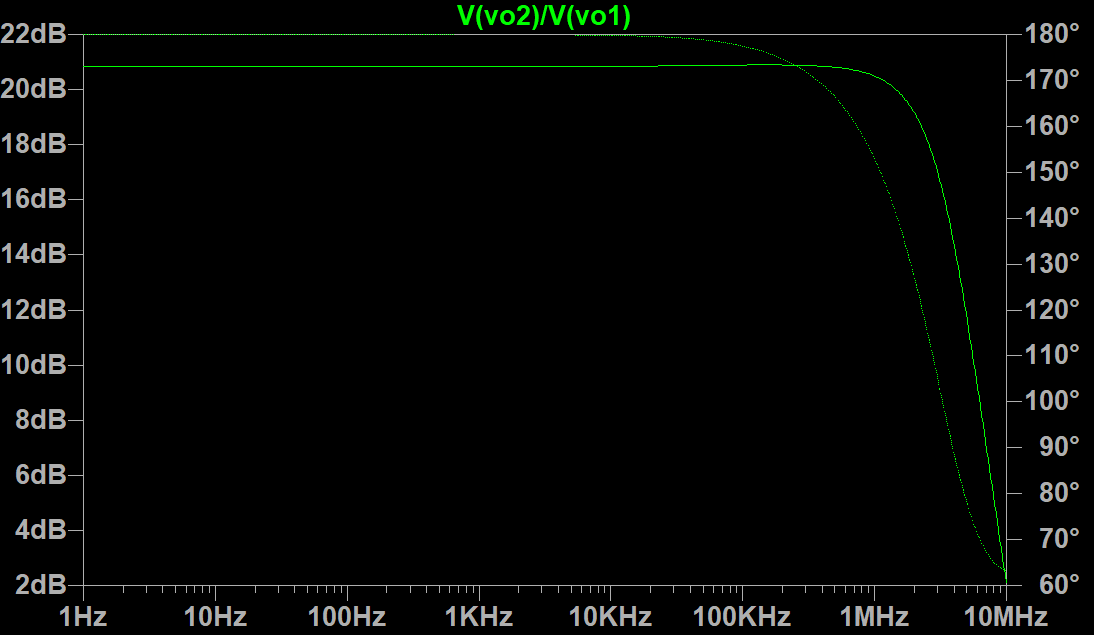 V(vo2)/V(vo1)
22dB
20dB
18dB
16dB
14dB
12dB
10dB
8dB
6dB
4dB
2dB
180°
170°
160°
150°
140°
130°
120°
110°
100°
90°
80°
70°
60°
1Hz 10Hz 100Hz 1KHz 10KHz 100KHz 1MHz 10MHz